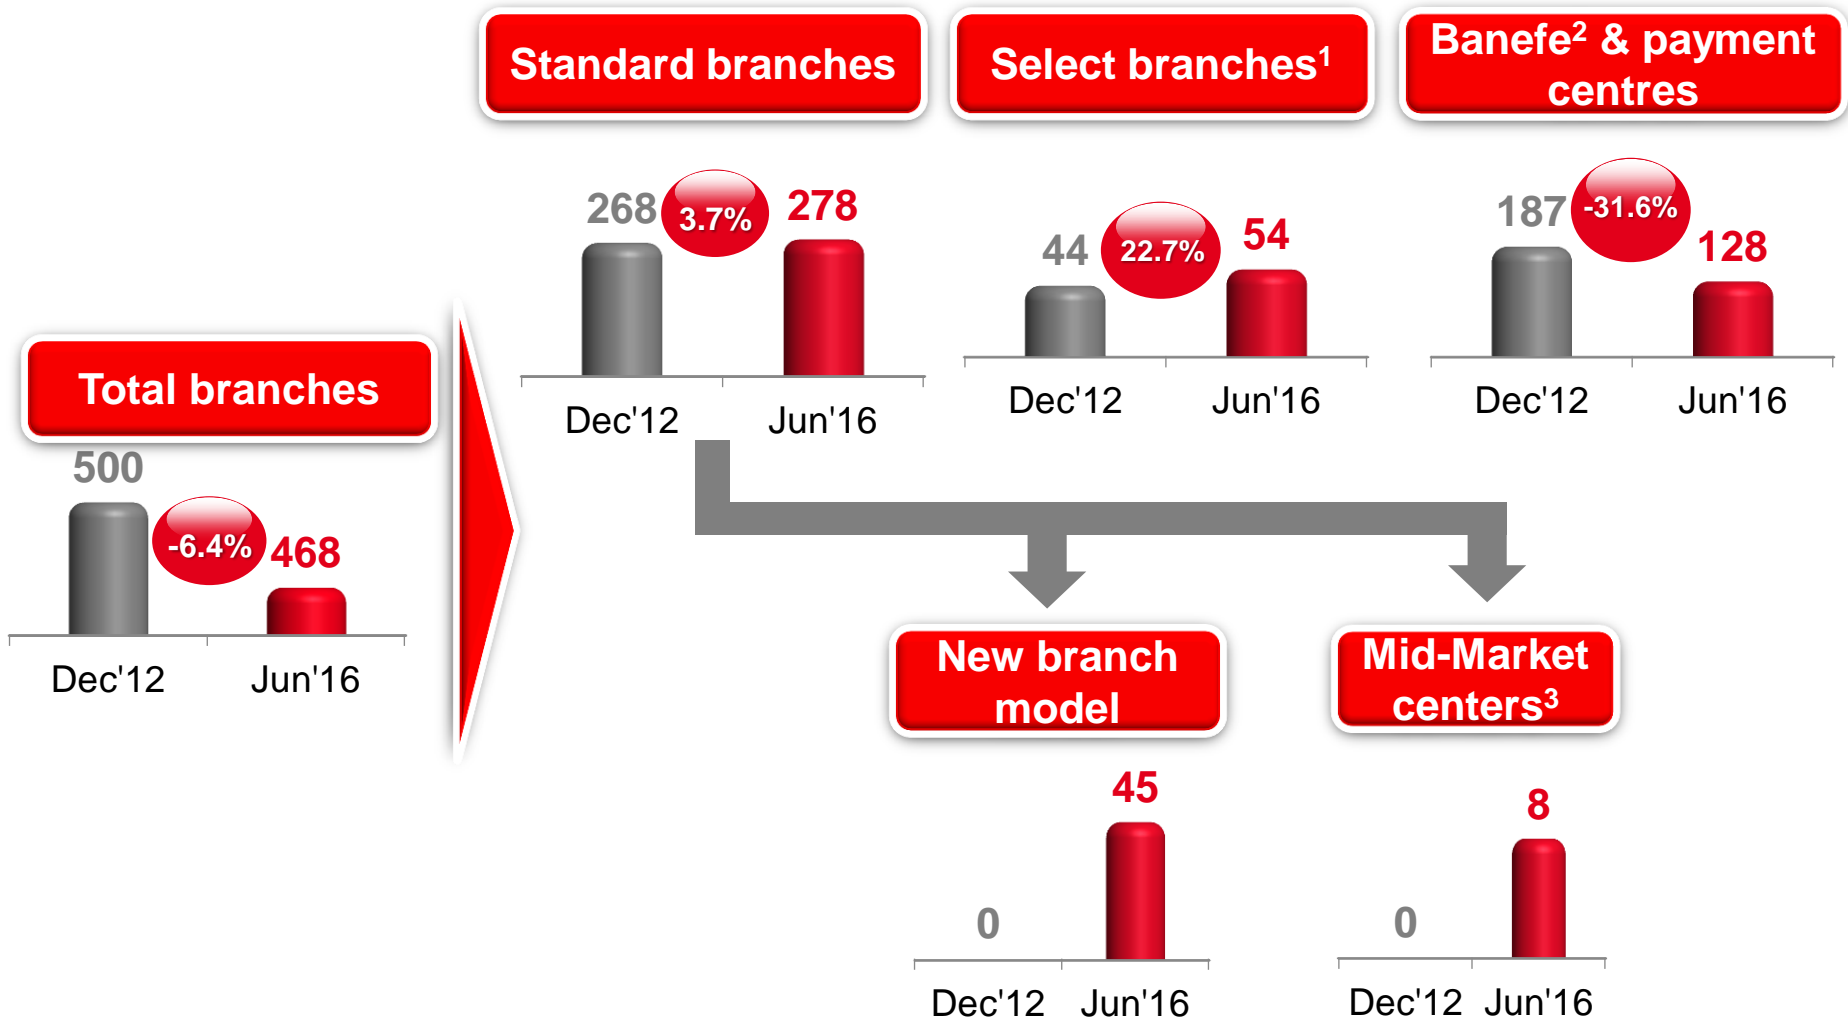 Total branches
500
-6.4%
468
Dec'12 Jun'16
Standard branches
268
3.7%
278
Dec'12 Jun'16
Select branches¹
44
22.7%
54
Dec'12 Jun'16
Banefe² & payment
centres
187
-31.6%
128
Dec'12 Jun'16
New branch
model
45
0
Dec'12 Jun'16
Mid-Market
centers³
8
0
Dec'12 Jun'16